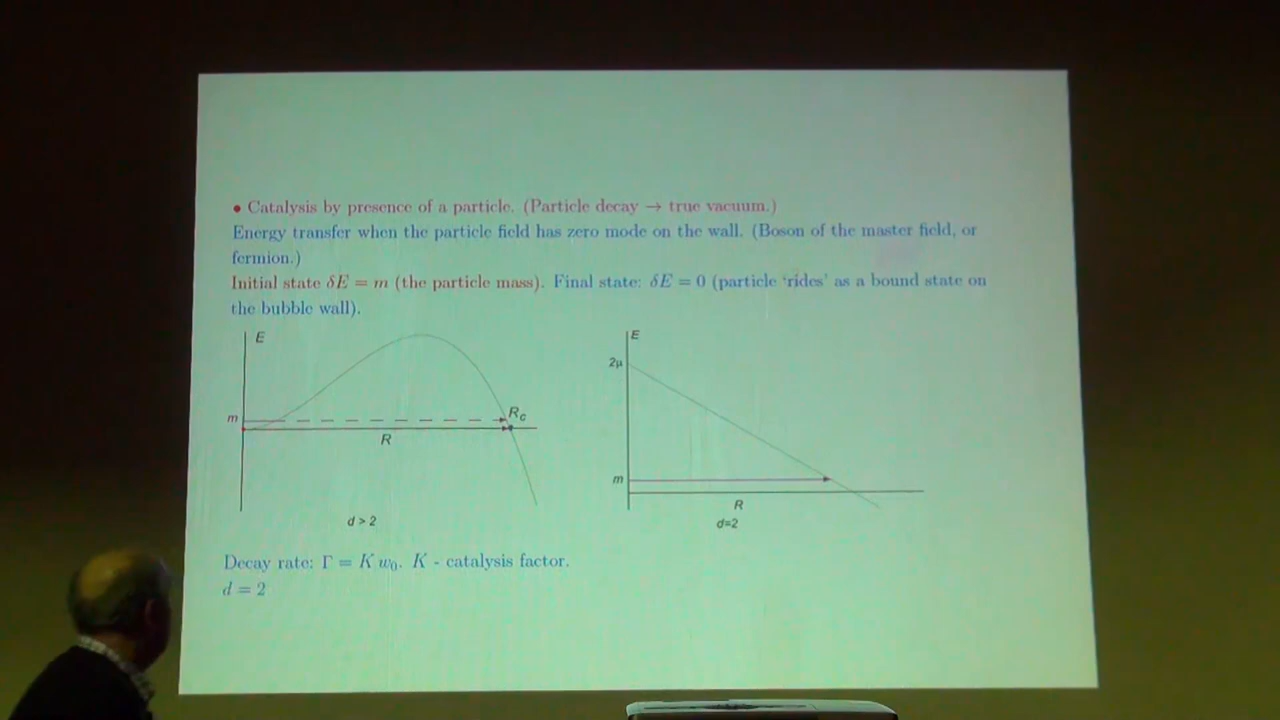 • Catalysis by presence of a particle. (Particle decay → true vacuum.)
Energy transfer when the particle field has zero mode on the wall. (Boson of the master field, or
fermion.)
Initial state δE = m (the particle mass). Final state: δE = 0 (particle ‘rides’ as a bound state on
the bubble wall).
E
m
R
R_C
d > 2
E
2μ
m
R
d=2
Decay rate: Γ = K w₀. K - catalysis factor.
d = 2